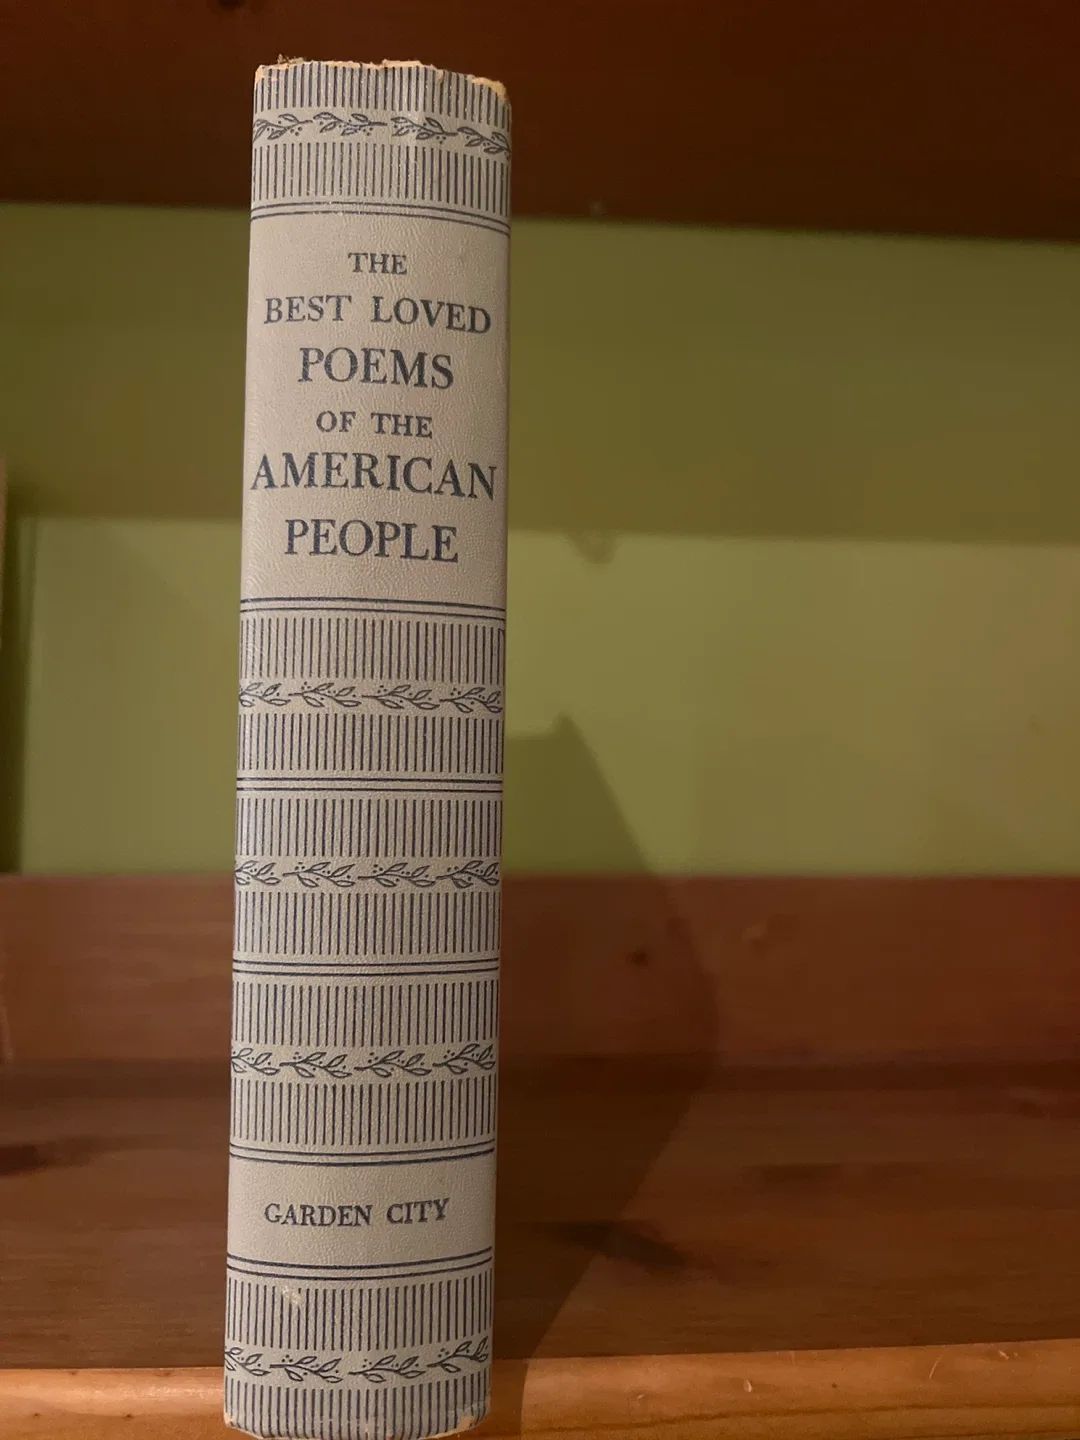 THE
BEST LOVED
POEMS
OF THE
AMERICAN
PEOPLE
GARDEN CITY